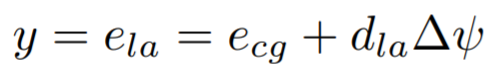 y = e_{la} = e_{cg} + d_{la}Δψ